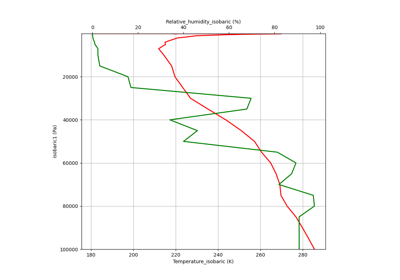 Relative_humidity_isobaric (%)
0 20 40 60 80 100
20000
40000
60000
80000
100000
isobaric1 (Pa)
180 200 220 240 260 280
Temperature_isobaric (K)